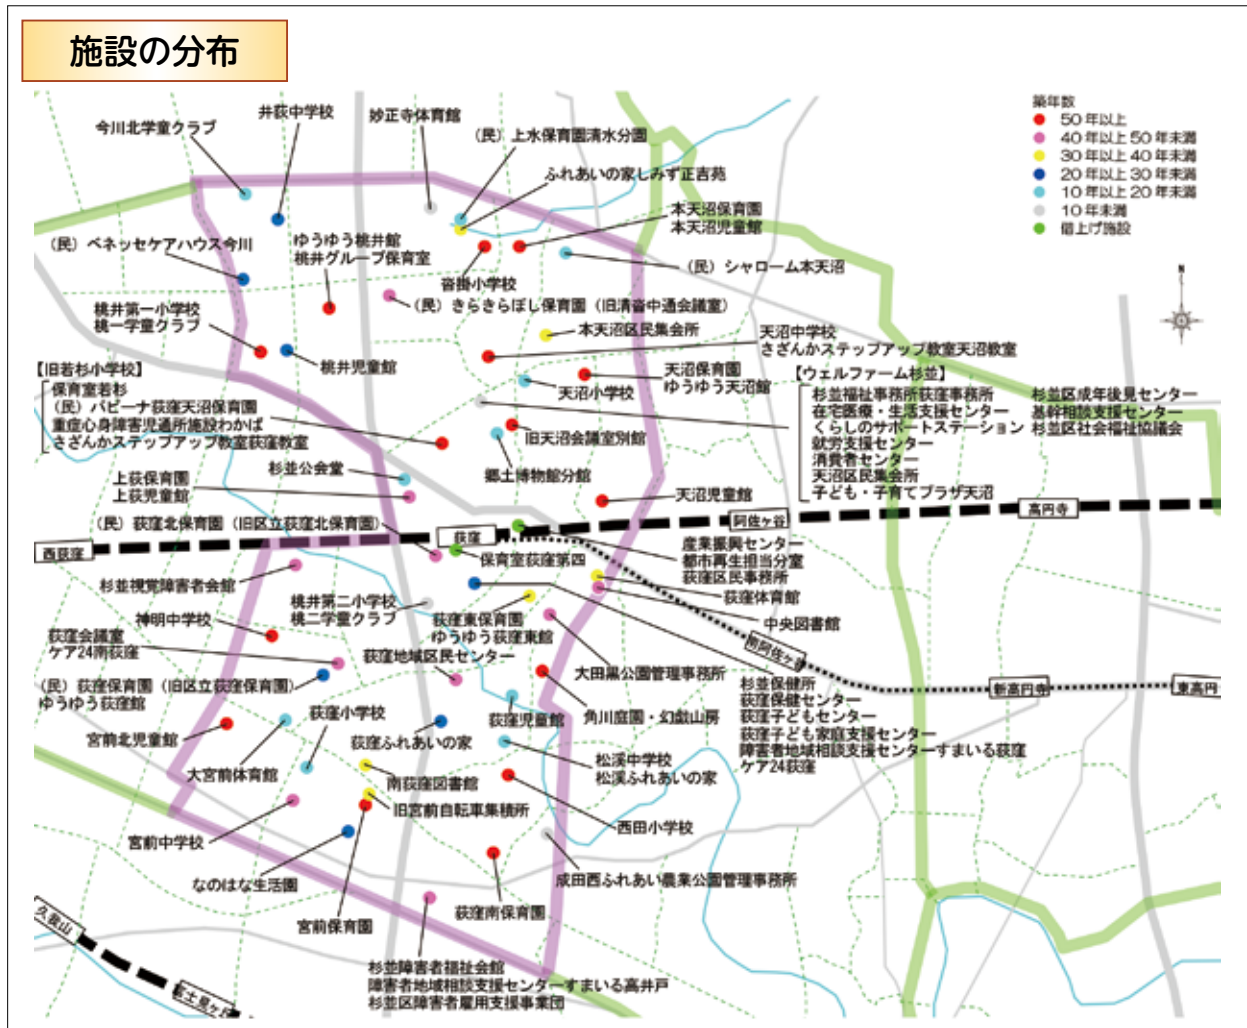 施設の分布
築年数
50年以上
40年以上50年未満
30年以上40年未満
20年以上30年未満
10年以上20年未満
10年未満
借上げ施設
N
今川北学童クラブ
井荻中学校
妙正寺体育館
（民）上水保育園清水分園
ふれあいの家しみず正吉苑
本天沼保育園
本天沼児童館
（民）ベネッセケアハウス今川
ゆうゆう桃井館
桃井グループ保育室
沓掛小学校
（民）シャローム本天沼
（民）きらきらぼし保育園（旧清沓中通会議室）
桃井第一小学校
桃一学童クラブ
本天沼区民集会所
天沼中学校
さざんかステップアップ教室天沼教室
桃井児童館
【旧若杉小学校】
保育室若杉
（民）パピーナ荻窪天沼保育園
重症心身障害児通所施設わかば
さざんかステップアップ教室荻窪教室
天沼小学校
天沼保育園
ゆうゆう天沼館
【ウェルファーム杉並】
杉並福祉事務所荻窪事務所
在宅医療・生活支援センター
くらしのサポートステーション
就労支援センター
消費者センター
天沼区民集会所
子ども・子育てプラザ天沼
杉並区成年後見センター
基幹相談支援センター
杉並区社会福祉協議会
旧天沼会議室別館
郷土博物館分館
杉並公会堂
上荻保育園
上荻児童館
天沼児童館
（民）荻窪北保育園（旧区立荻窪北保育園）
西荻窪
荻窪
阿佐ヶ谷
高円寺
保育室荻窪第四
産業振興センター
都市再生担当分室
荻窪区民事務所
荻窪体育館
中央図書館
杉並視覚障害者会館
神明中学校
桃井第二小学校
桃二学童クラブ
荻窪東保育園
ゆうゆう荻窪東館
南阿佐ヶ谷
新高円寺
東高円
荻窪会議室
ケア24南荻窪
荻窪地域区民センター
大田黒公園管理事務所
杉並保健所
荻窪保健センター
荻窪子どもセンター
荻窪子ども家庭支援センター
障害者地域相談支援センターすまいる荻窪
ケア24荻窪
（民）荻窪保育園（旧区立荻窪保育園）
ゆうゆう荻窪館
荻窪小学校
荻窪児童館
角川庭園・幻戯山房
宮前北児童館
荻窪ふれあいの家
大宮前体育館
松溪中学校
松溪ふれあいの家
南荻窪図書館
旧宮前自転車集積所
西田小学校
宮前中学校
なのはな生活園
成田西ふれあい農業公園管理事務所
宮前保育園
荻窪南保育園
久我山
富士見ヶ
杉並障害者福祉会館
障害者地域相談支援センターすまいる高井戸
杉並区障害者雇用支援事業団